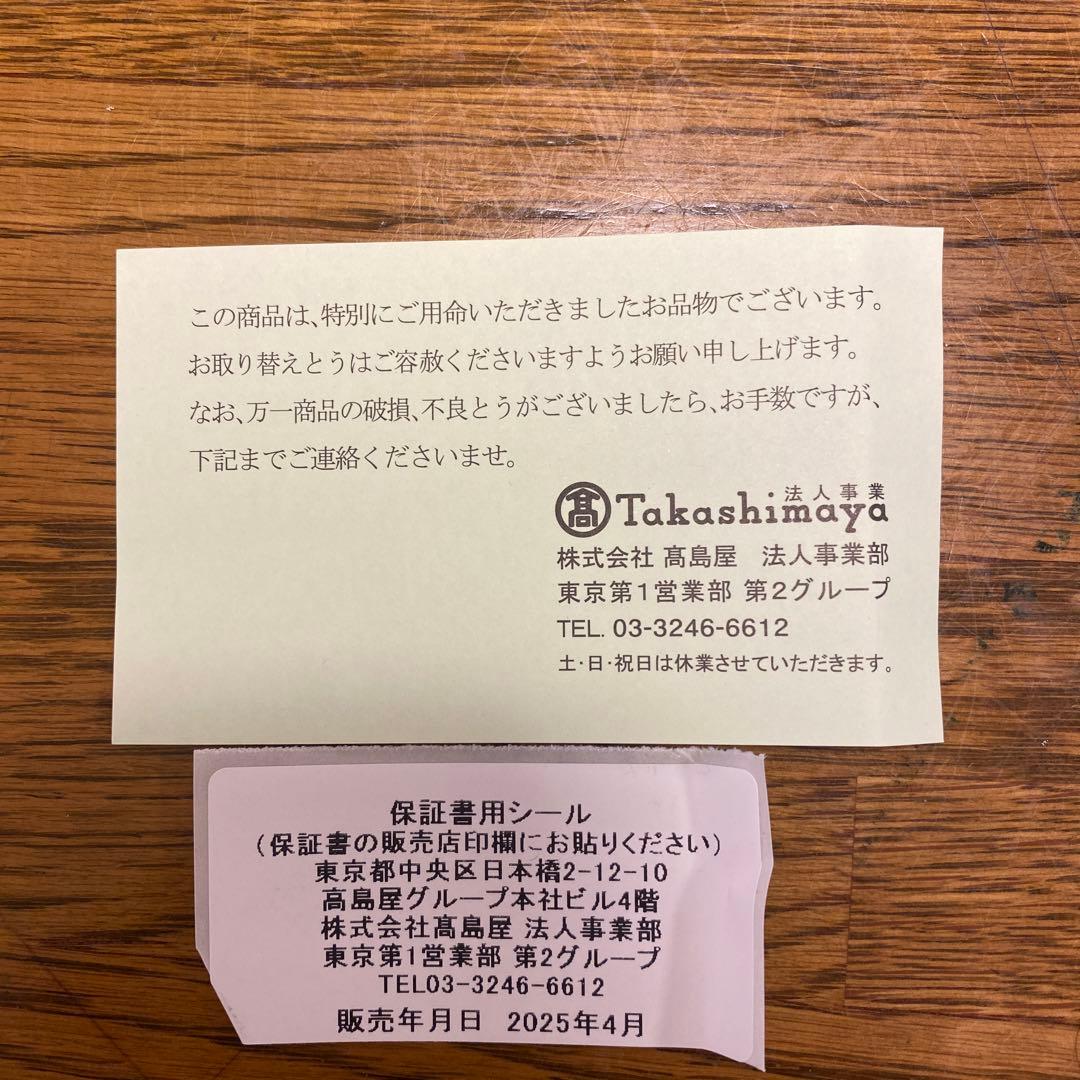 この商品は、特別にご用命いただきましたお品物でございます。
お取り替えとうはご容赦くださいますようお願い申し上げます。
なお、万一商品の破損、不良とうがございましたら、お手数ですが、
下記までご連絡くださいませ。
法人事業
髙 Takashimaya
株式会社 髙島屋 法人事業部
東京第1営業部 第2グループ
TEL. 03-3246-6612
土・日・祝日は休業させていただきます。
保証書用シール
(保証書の販売店印欄にお貼りください)
東京都中央区日本橋2-12-10
高島屋グループ本社ビル4階
株式会社髙島屋 法人事業部
東京第1営業部 第2グループ
TEL03-3246-6612
販売年月日 2025年4月